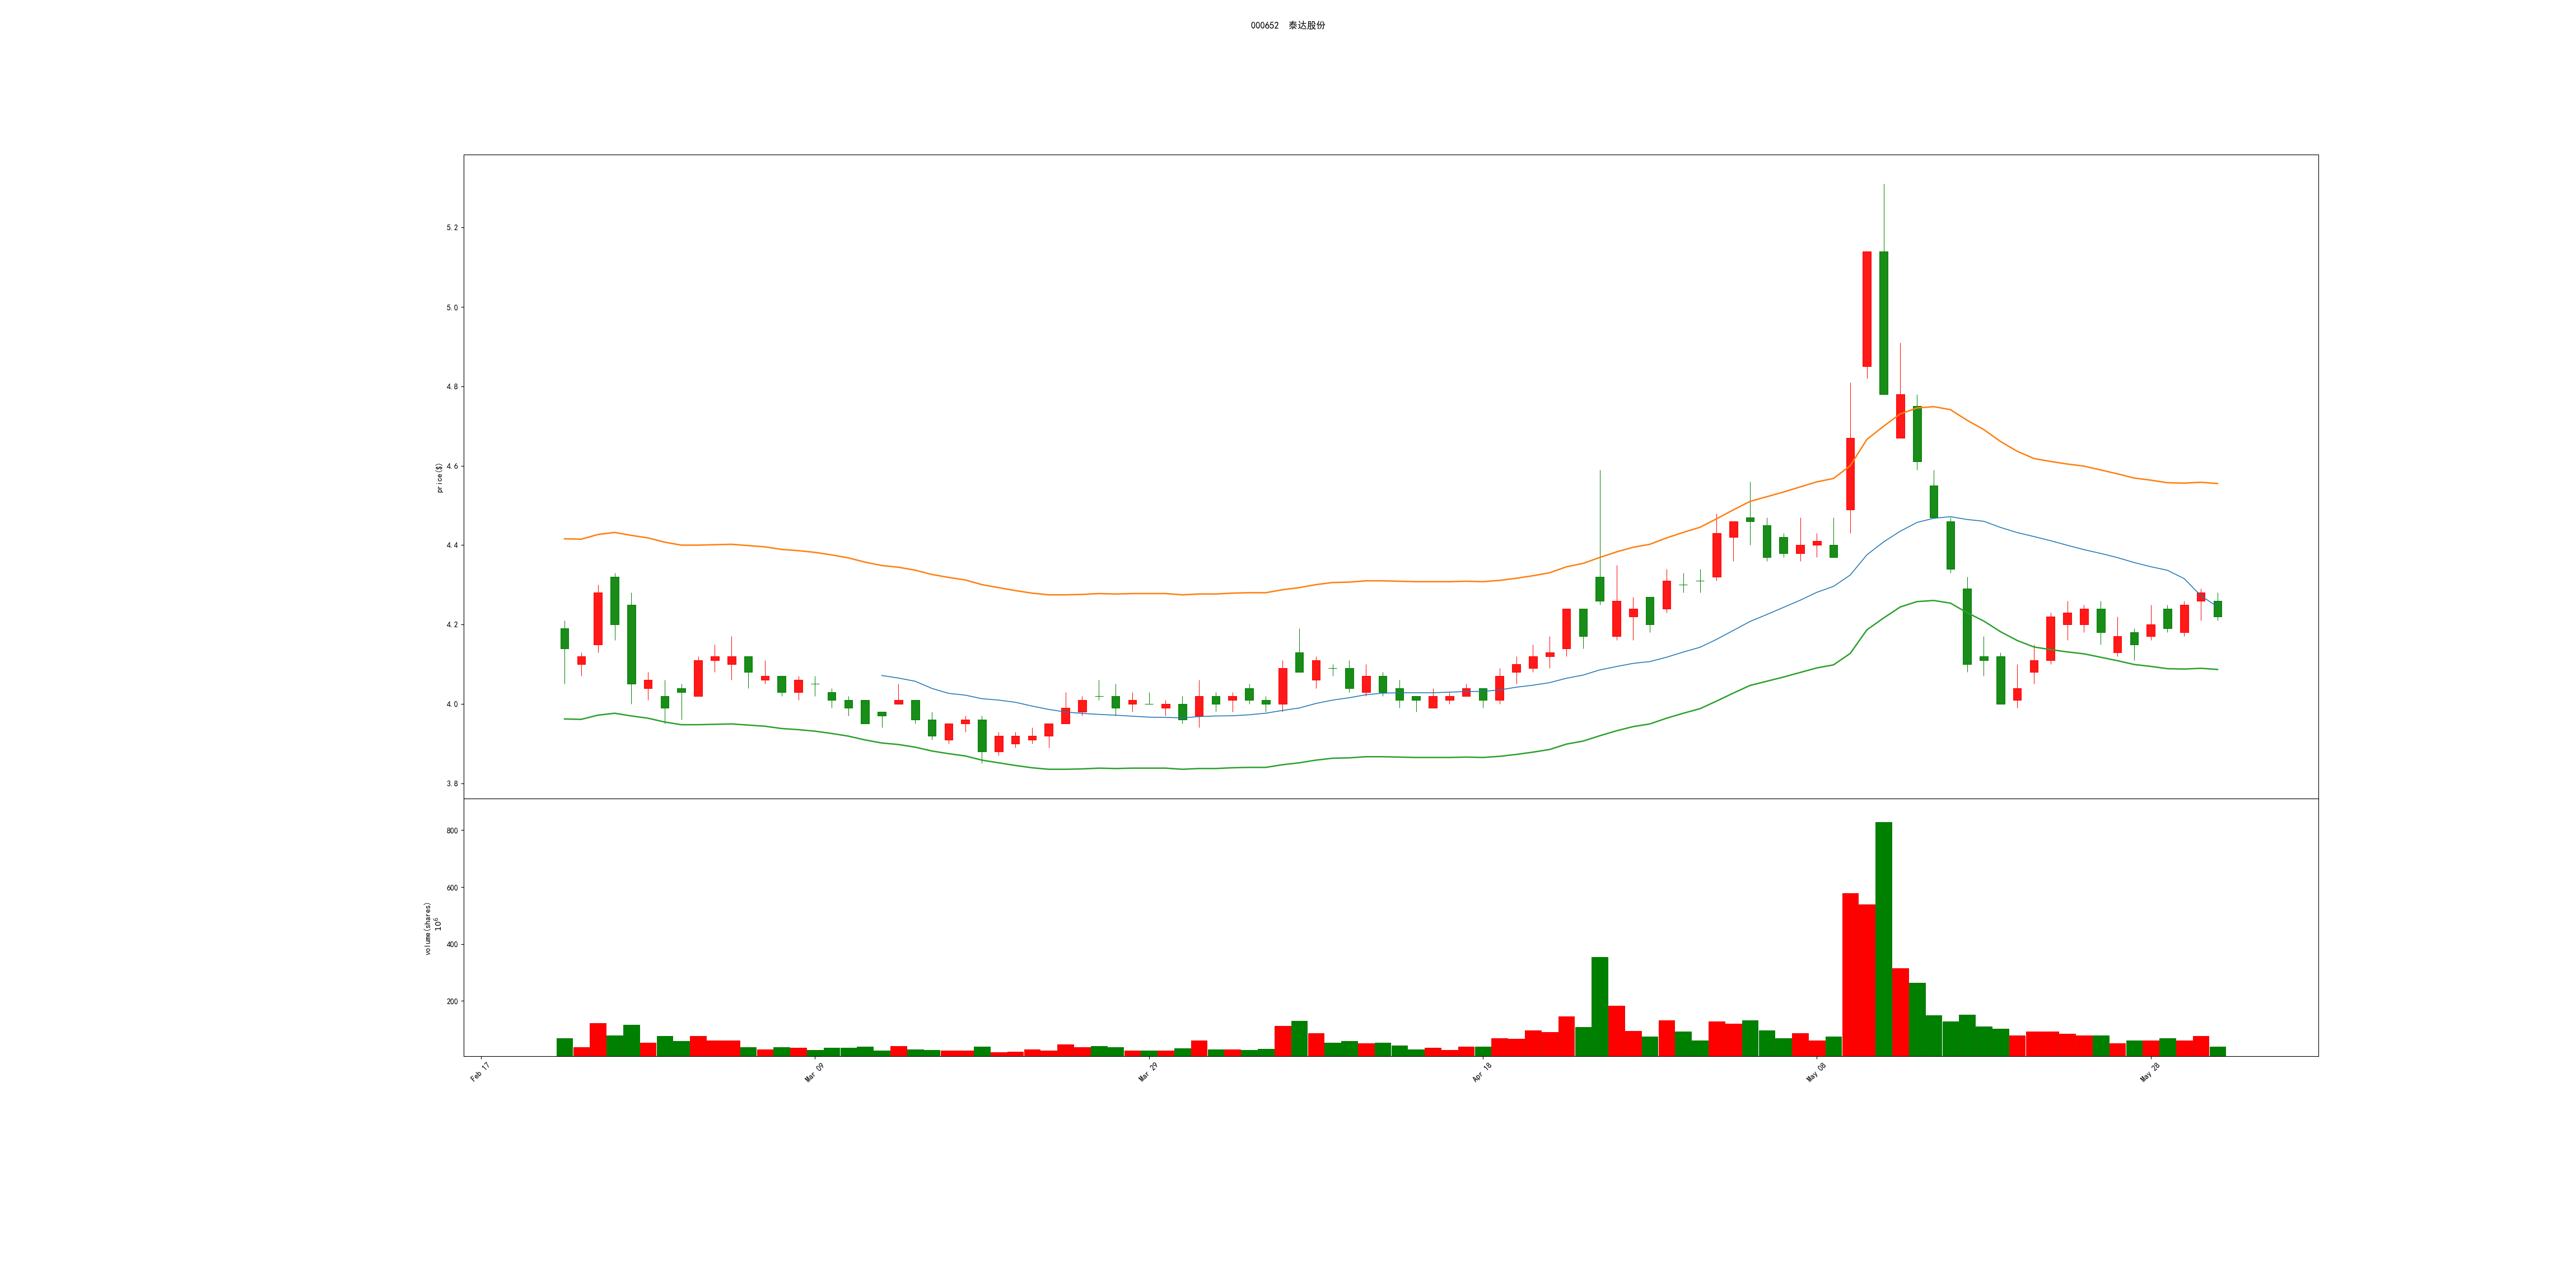 000652 泰达股份
5.2
5.0
4.8
4.6
4.4
4.2
4.0
3.8
price($)
800
600
400
200
volume(shares)
10^6
Feb 17
Mar 09
Mar 29
Apr 18
May 08
May 28